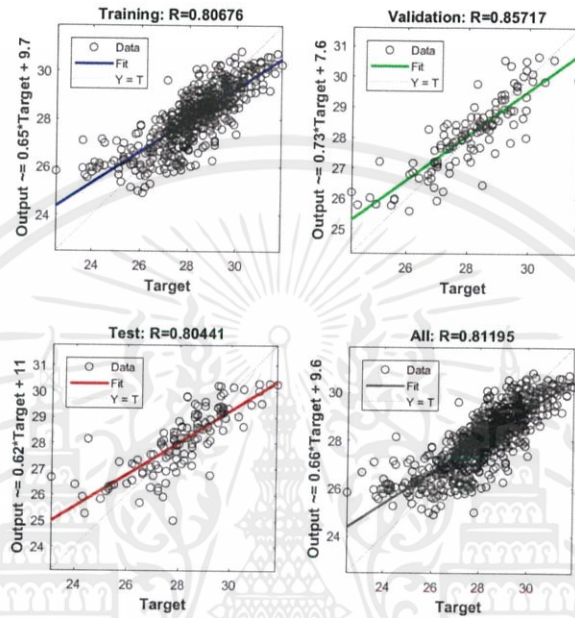 Training: R=0.80676
Output ~= 0.65*Target + 9.7
Data
Fit
Y = T
30
28
26
24
24
26
28
30
Target
Validation: R=0.85717
Output ~= 0.73*Target + 7.6
Data
Fit
Y = T
31
30
29
28
27
26
25
26
28
30
Target
Test: R=0.80441
Output ~= 0.62*Target + 11
Data
Fit
Y = T
31
30
29
28
27
26
25
24
24
26
28
30
Target
All: R=0.81195
Output ~= 0.66*Target + 9.6
Data
Fit
Y = T
30
28
26
24
24
26
28
30
Target